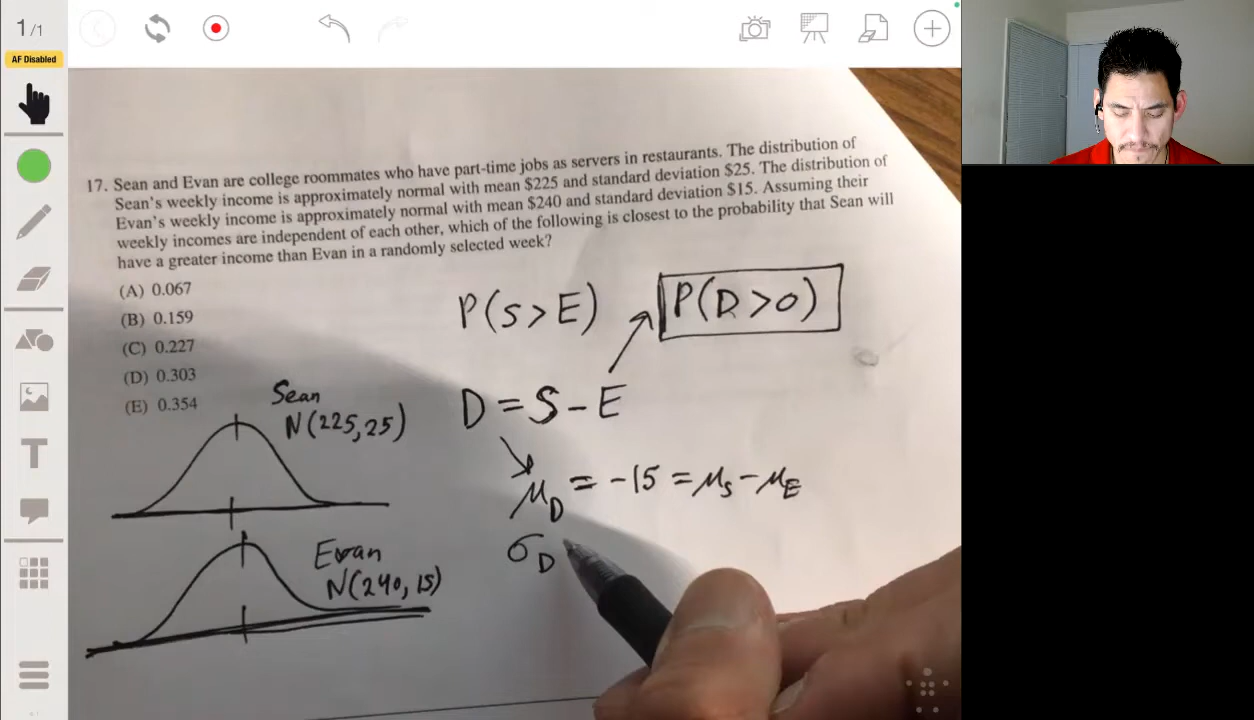 1/1
AF Disabled
17. Sean and Evan are college roommates who have part-time jobs as servers in restaurants. The distribution of
Sean's weekly income is approximately normal with mean $225 and standard deviation $25. The distribution of
Evan's weekly income is approximately normal with mean $240 and standard deviation $15. Assuming their
weekly incomes are independent of each other, which of the following is closest to the probability that Sean will
have a greater income than Evan in a randomly selected week?
(A) 0.067
(B) 0.159
(C) 0.227
(D) 0.303
(E) 0.354
P(S>E)
P(D>0)
D = S - E
μD = -15 = μS - μE
σD
Sean
N(225,25)
Evan
N(240,15)
T